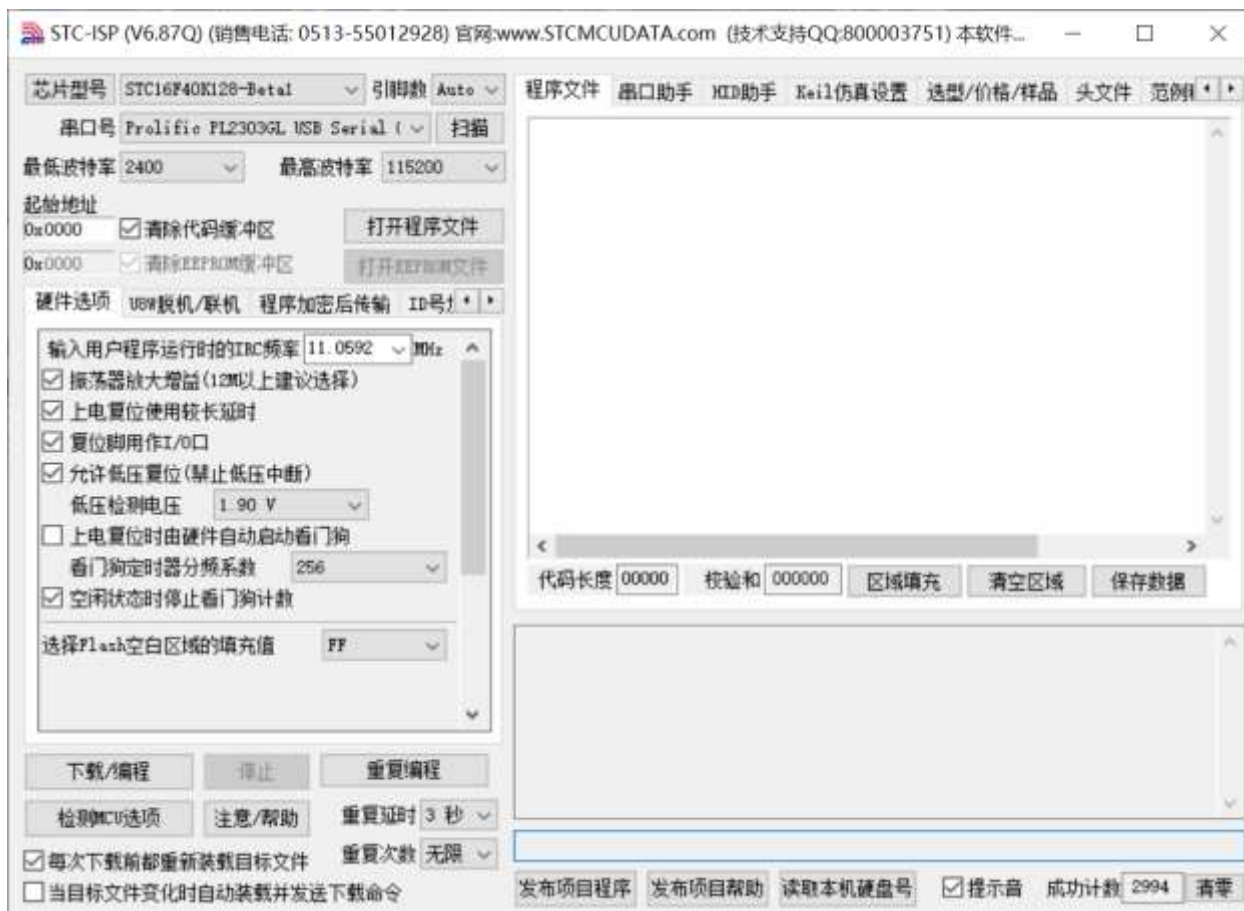 STC-ISP (V6.87Q) (销售电话: 0513-55012928) 官网:www.STCMCUDATA.com (技术支持QQ:800003751) 本软件...
芯片型号 STC16F40K128-Beta1 引脚数 Auto
串口号 Prolific PL2303GL USB Serial ( 扫描
最低波特率 2400 最高波特率 115200
起始地址
0x0000 清除代码缓冲区 打开程序文件
0x0000 清除EEPROM缓冲区 打开EEPROM文件
硬件选项 U8W脱机/联机 程序加密后传输 ID号
输入用户程序运行时的IRC频率 11.0592 MHz
振荡器放大增益(12M以上建议选择)
上电复位使用较长延时
复位脚用作I/O口
允许低压复位(禁止低压中断)
低压检测电压 1.90 V
上电复位时由硬件自动启动看门狗
看门狗定时器分频系数 256
空闲状态时停止看门狗计数
选择Flash空白区域的填充值 FF
下载/编程 停止 重复编程
检测MCU选项 注意/帮助 重复延时 3 秒
每次下载前都重新装载目标文件 重复次数 无限
当目标文件变化时自动装载并发送下载命令
程序文件 串口助手 HID助手 Keil仿真设置 选型/价格/样品 头文件 范例
代码长度 00000 校验和 000000 区域填充 清空区域 保存数据
发布项目程序 发布项目帮助 读取本机硬盘号 提示音 成功计数 2994 清零